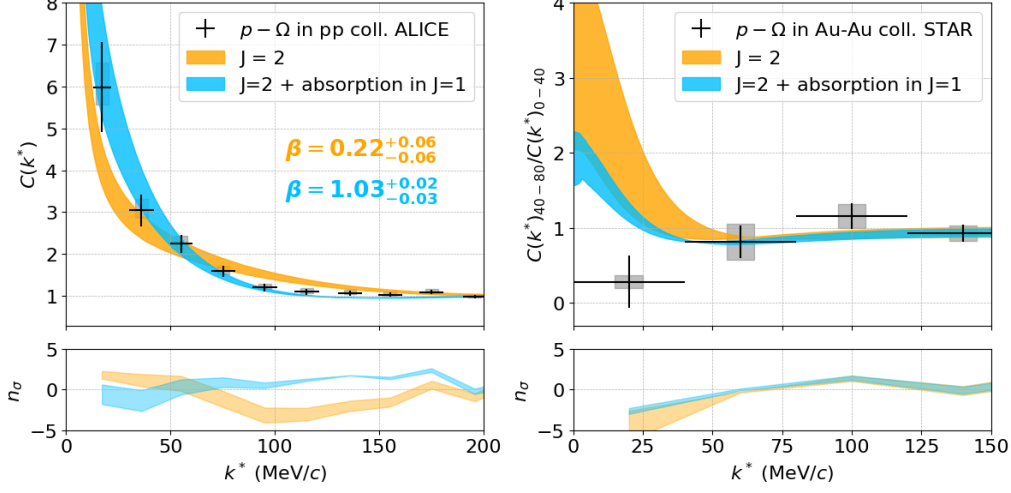 8
7
6
5
4
3
2
1
C(k*)
p − Ω in pp coll. ALICE
J = 2
J=2 + absorption in J=1
β = 0.22+0.06−0.06
β = 1.03+0.02−0.03
5
0
−5
nσ
0 50 100 150 200
k* (MeV/c)
4
3
2
1
0
C(k*)40−80/C(k*)0−40
p − Ω in Au-Au coll. STAR
J = 2
J=2 + absorption in J=1
5
0
−5
nσ
0 25 50 75 100 125 150
k* (MeV/c)